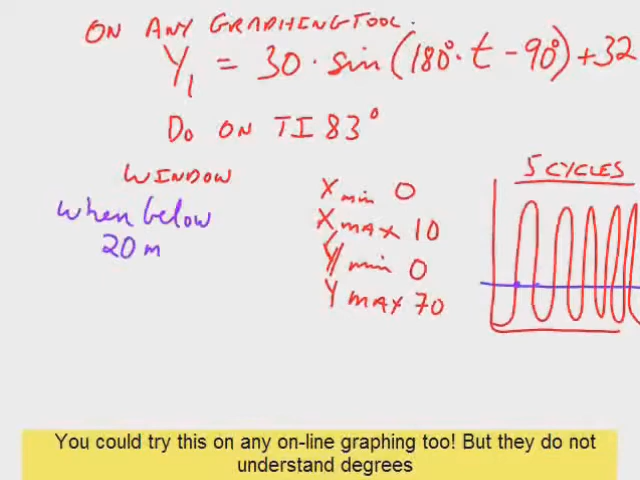 ON ANY GRAPHING TOOL.
Y₁ = 30 · sin(180° · t - 90°) + 32
DO ON TI 83°
WINDOW
when below
20 m
Xmin 0
XMAX 10
Ymin 0
YMAX 70
5 CYCLES
You could try this on any on-line graphing too! But they do not
understand degrees